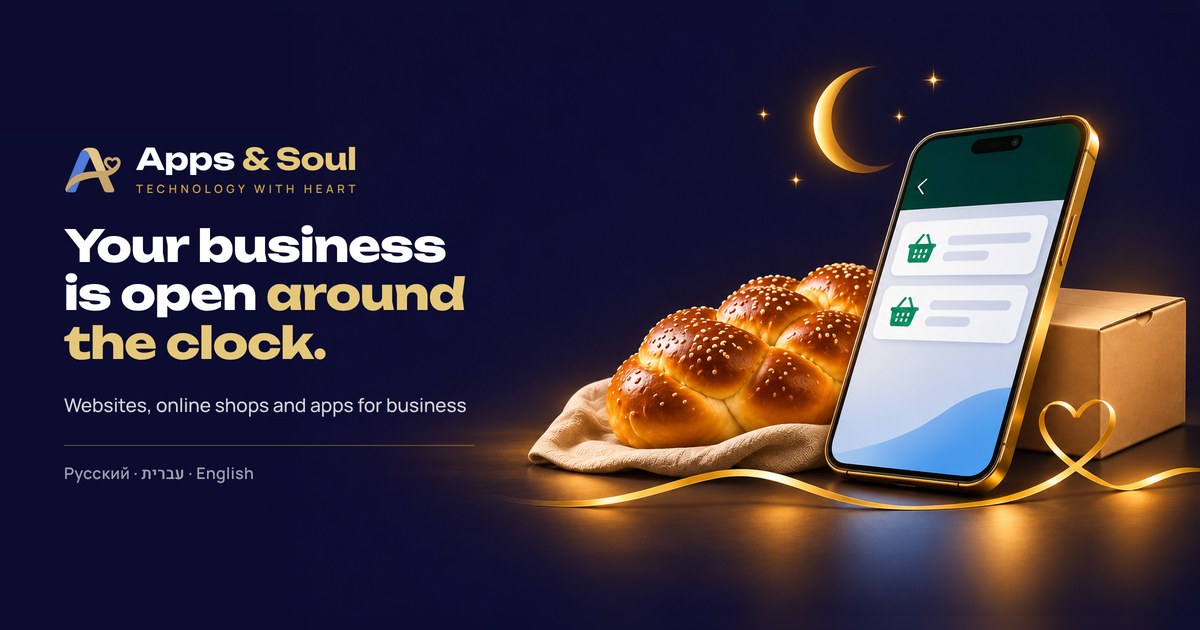 Apps & Soul
TECHNOLOGY WITH HEART
Your business
is open around
the clock.
Websites, online shops and apps for business
Русский · עברית · English